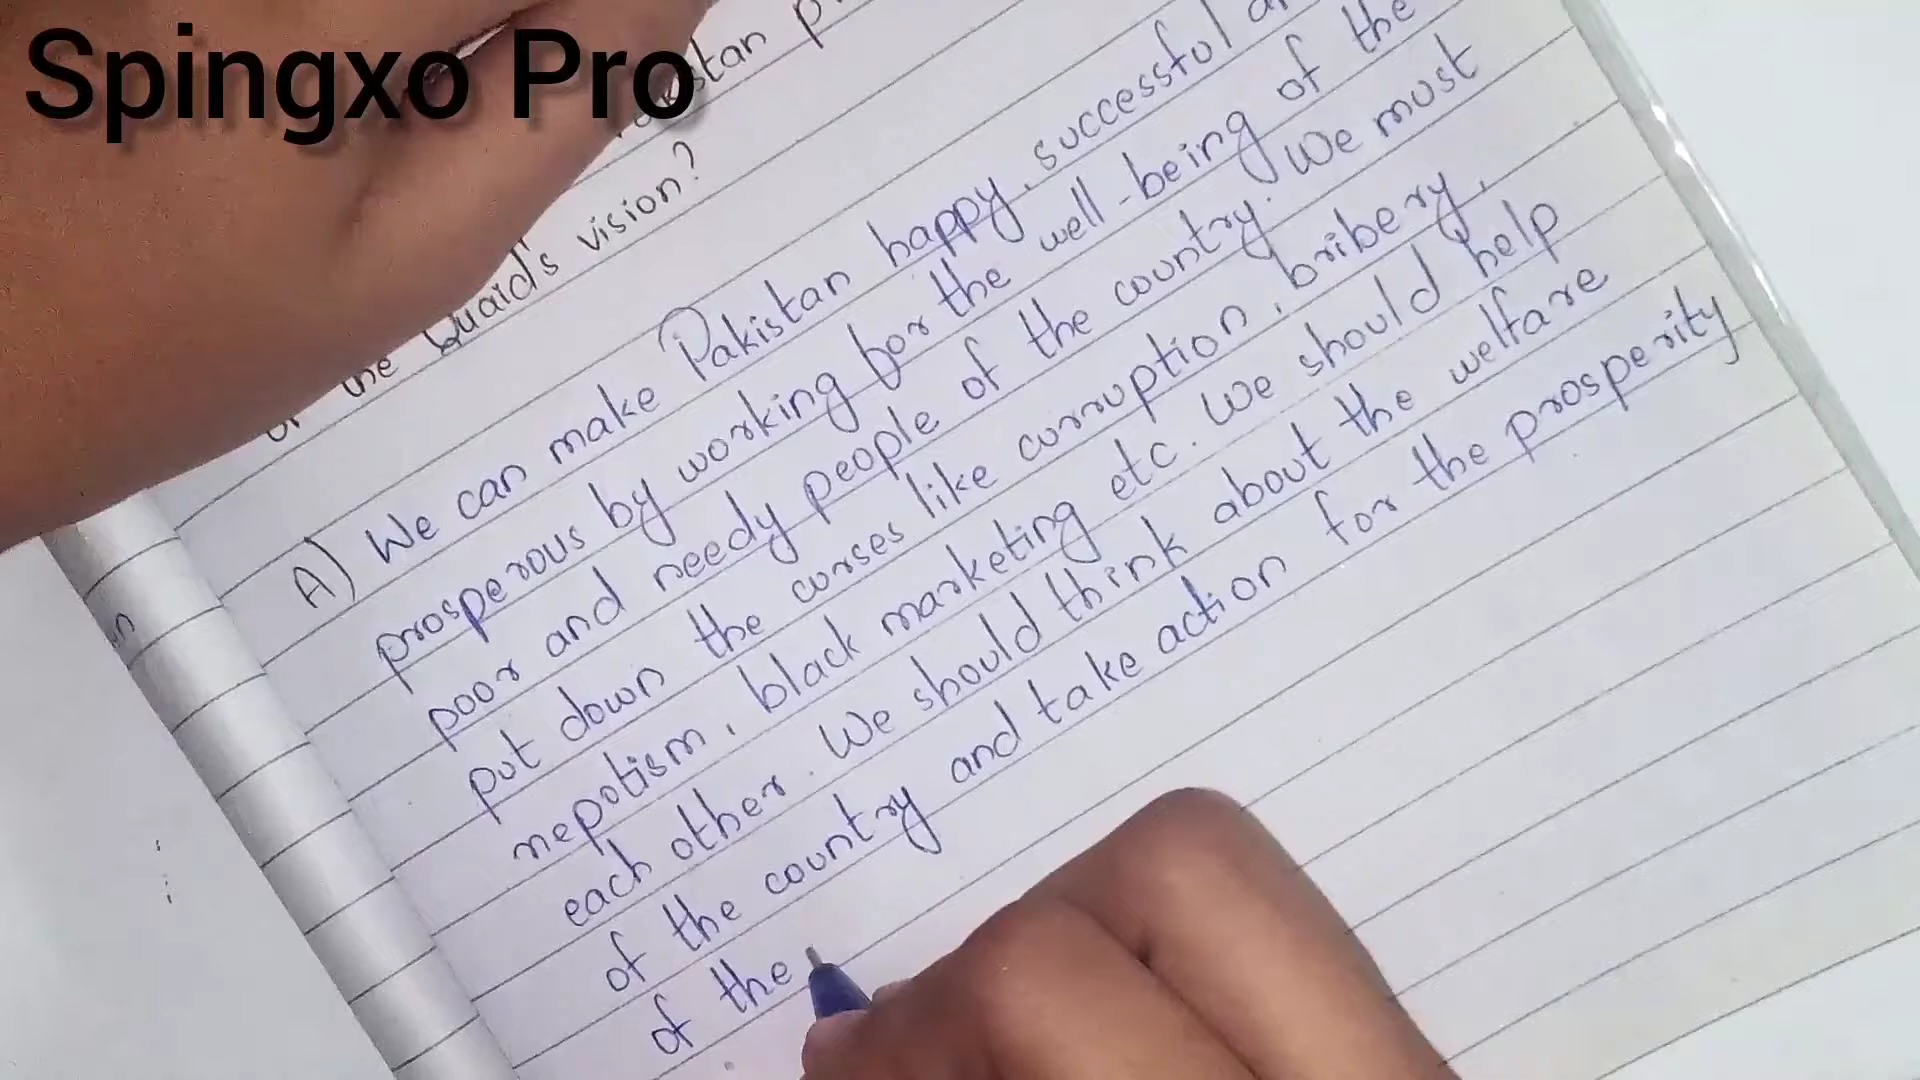 Spingxo Pro
the Quaid's vision?
A) We can make Pakistan happy, successful
prosperous by working for the well-being of the
poor and needy people of the country. We must
put down the curses like corruption, bribery,
nepotism, black marketing etc. We should help
each other. We should think about the welfare
of the country and take action for the prosperity
of the